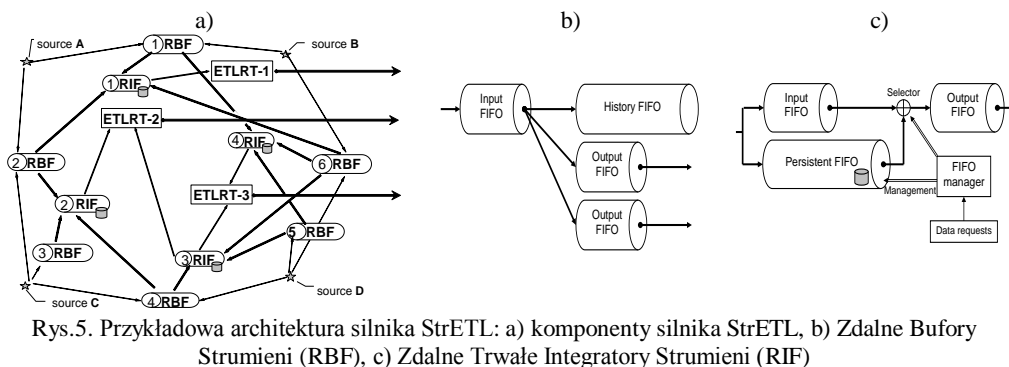 a)
b)
c)
source A
source B
1 RBF
1 RIF
ETLRT-1
ETLRT-2
4 RIF
2 RBF
6 RBF
2 RIF
ETLRT-3
3 RBF
5 RBF
3 RIF
4 RBF
source C
source D
Input
FIFO
History FIFO
Output
FIFO
Output
FIFO
Input
FIFO
Selector
Output
FIFO
Persistent FIFO
Management
FIFO
manager
Data requests
Rys.5. Przykładowa architektura silnika StrETL: a) komponenty silnika StrETL, b) Zdalne Bufory
Strumieni (RBF), c) Zdalne Trwałe Integratory Strumieni (RIF)